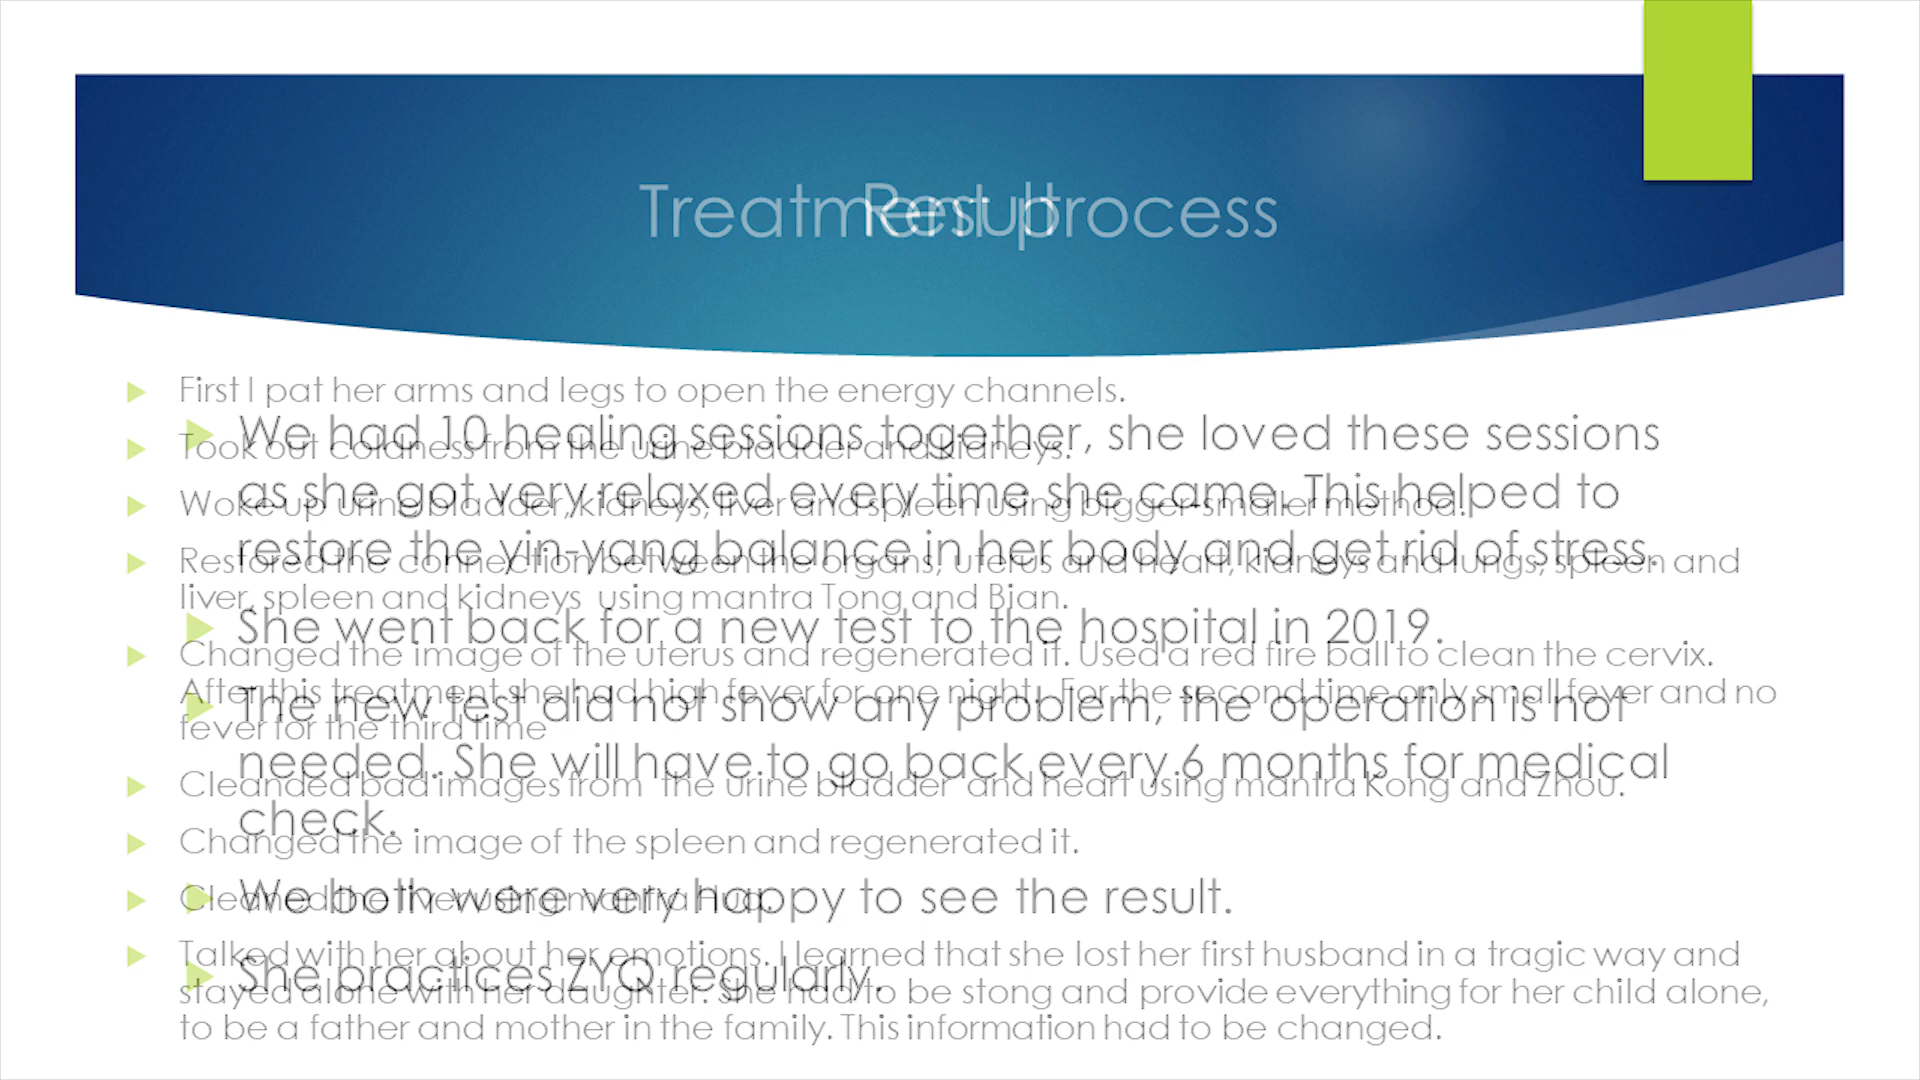 Treatment process
First I pat her arms and legs to open the energy channels.
Took out coldness from the urine bladder and kidneys.
Woke up urine bladder, kidneys, liver and spleen using bigger-smaller method.
Restored the connection between the organs, uterus and heart, kidneys and lungs, spleen and
liver, spleen and kidneys using mantra Tong and Bian.
Changed the image of the uterus and regenerated it. Used a red fire ball to clean the cervix.
After this treatment she had high fever for one night. For the second time only small fever and no
fever for the third time
Cleanded bad images from the urine bladder and heart using mantra Kong and Zhou.
Changed the image of the spleen and regenerated it.
Cleaned the liver using mantra Hua.
Talked with her about her emotions. I learned that she lost her first husband in a tragic way and
stayed alone with her daughter. She had to be stong and provide everything for her child alone,
to be a father and mother in the family. This information had to be changed.
Result
We had 10 healing sessions together, she loved these sessions
as she got very relaxed every time she came. This helped to
restore the yin-yang balance in her body and get rid of stress.
She went back for a new test to the hospital in 2019.
The new test did not show any problem, the operation is not
needed. She will have to go back every 6 months for medical
check.
We both were very happy to see the result.
She practices ZYQ regularly.